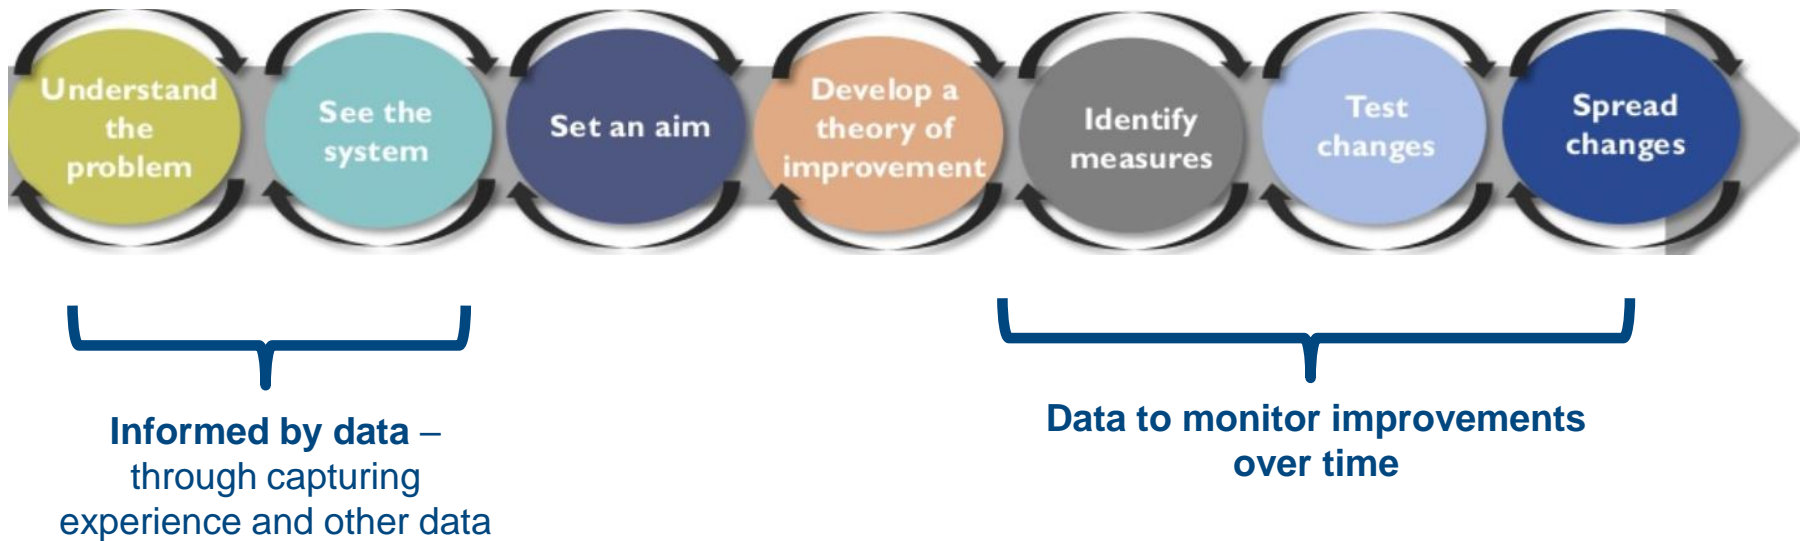 Understand
the
problem
See the
system
Set an aim
Develop a
theory of
improvement
Identify
measures
Test
changes
Spread
changes
Informed by data –
through capturing
experience and other data
Data to monitor improvements
over time